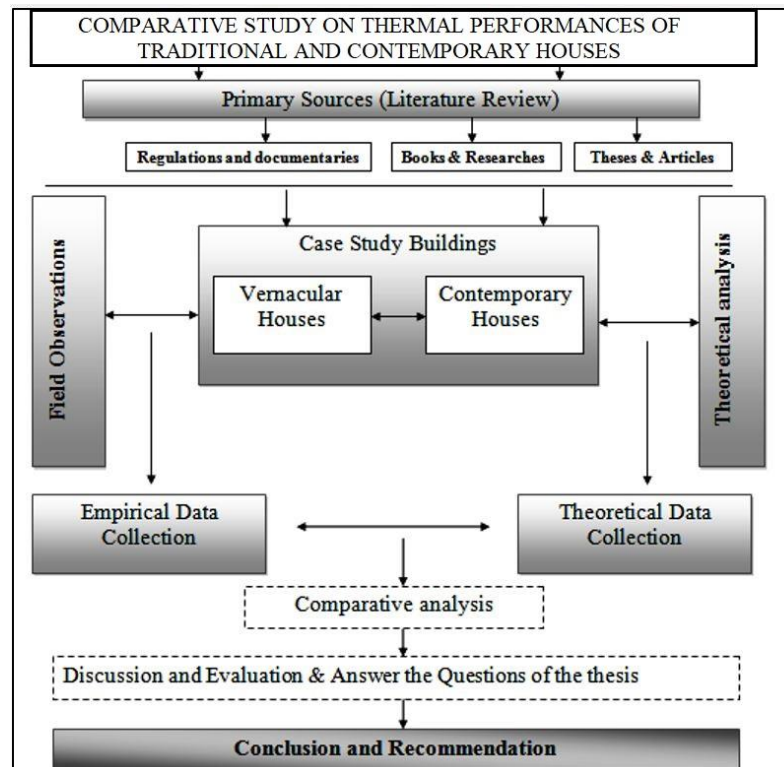 COMPARATIVE STUDY ON THERMAL PERFORMANCES OF
TRADITIONAL AND CONTEMPORARY HOUSES
Primary Sources (Literature Review)
Regulations and documentaries
Books & Researches
Theses & Articles
Field Observations
Case Study Buildings
Vernacular
Houses
Contemporary
Houses
Theoretical analysis
Empirical Data
Collection
Theoretical Data
Collection
Comparative analysis
Discussion and Evaluation & Answer the Questions of the thesis
Conclusion and Recommendation